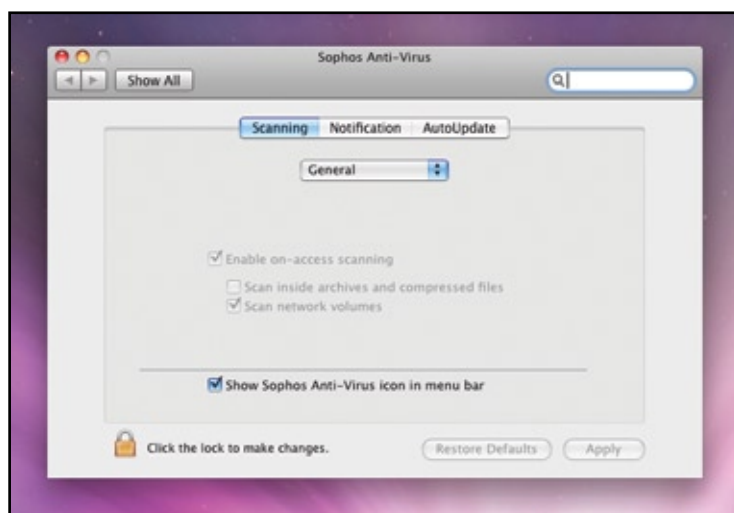 Sophos Anti-Virus
Show All
Scanning Notification AutoUpdate
General
Enable on-access scanning
Scan inside archives and compressed files
Scan network volumes
Show Sophos Anti-Virus icon in menu bar
Click the lock to make changes. Restore Defaults Apply